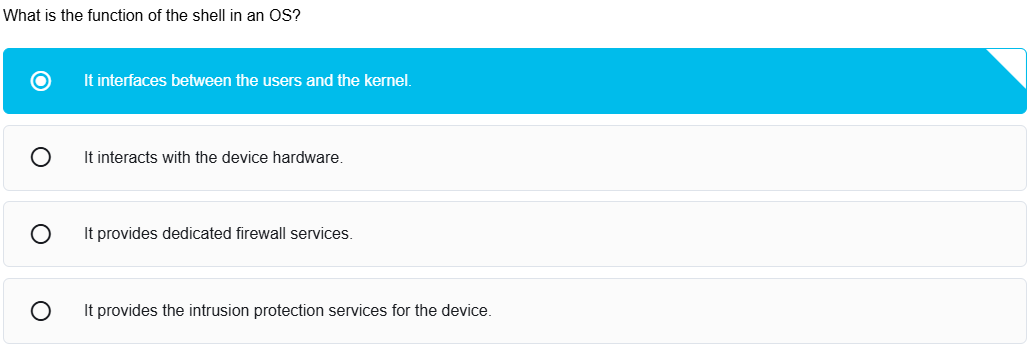 What is the function of the shell in an OS?
It interfaces between the users and the kernel.
It interacts with the device hardware.
It provides dedicated firewall services.
It provides the intrusion protection services for the device.